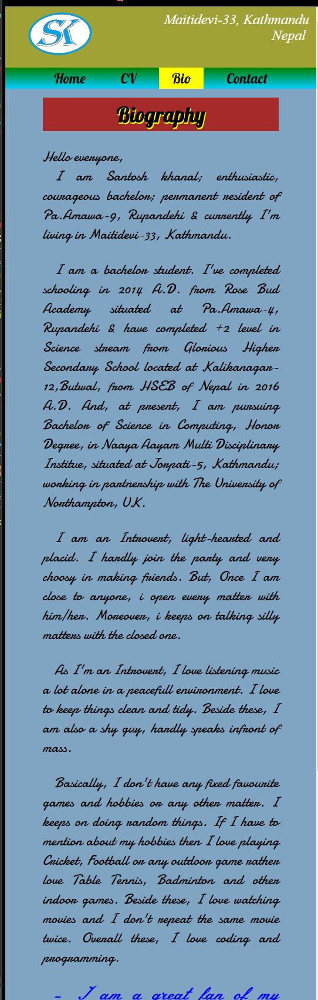 SK
Maitidevi-33, Kathmandu
Nepal
Home CV Bio Contact
Biography
Hello everyone,
I am Santosh khanal; enthusiastic,
courageous bachelor; permanent resident of
Pa.Amawa-9, Rupandehi & currently I'm
living in Maitidevi-33, Kathmandu.
I am a bachelor student. I've completed
schooling in 2014 A.D. from Rose Bud
Academy situated at Pa.Amawa-4,
Rupandehi & have completed +2 level in
Science stream from Glorious Higher
Secondary School located at Kalikanagar-
12,Butwal, from HSEB of Nepal in 2016
A.D. And, at present, I am pursuing
Bachelor of Science in Computing, Honor
Degree, in Naaya Aayam Multi Disciplinary
Institue, situated at Jorpati-5, Kathmandu;
working in partnership with The University of
Northampton, UK.
I am an Introvert, light-hearted and
placid. I hardly join the party and very
choosy in making friends. But, Once I am
close to anyone, i open every matter with
him/her. Moreover, i keeps on talking silly
matters with the closed one.
As I'm an Introvert, I love listening music
a lot alone in a peacefull environment. I love
to keep things clean and tidy. Beside these, I
am also a shy guy, hardly speaks infront of
mass.
Basically, I don't have any fixed favourite
games and hobbies or any other matter. I
keeps on doing random things. If I have to
mention about my hobbies then I love playing
Cricket, Football or any outdoor game rather
love Table Tennis, Badminton and other
indoor games. Beside these, I love watching
movies and I don't repeat the same movie
twice. Overall these, I love coding and
programming.
- I am a great fan of my